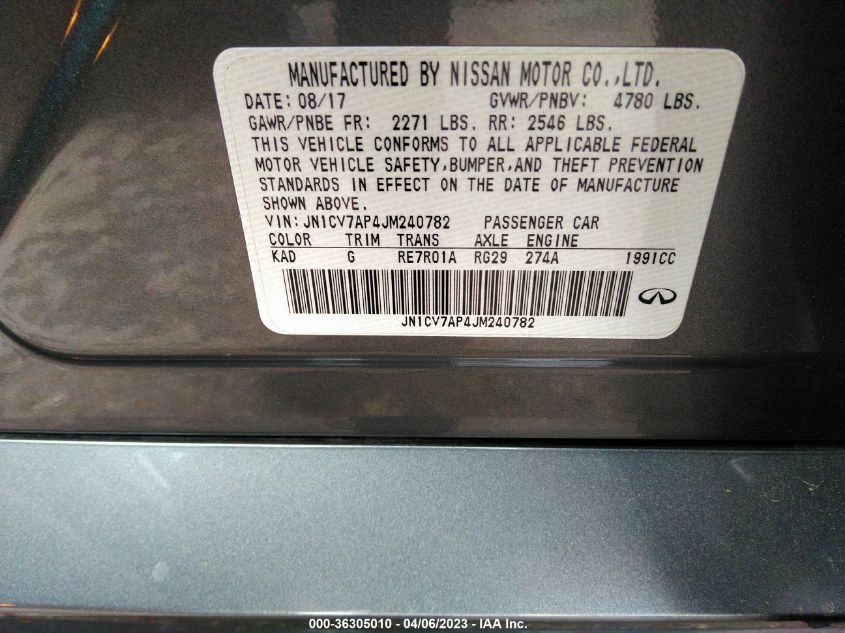 MANUFACTURED BY NISSAN MOTOR CO.,LTD.
DATE: 08/17 GVWR/PNBV: 4780 LBS.
GAWR/PNBE FR: 2271 LBS. RR: 2546 LBS.
THIS VEHICLE CONFORMS TO ALL APPLICABLE FEDERAL
MOTOR VEHICLE SAFETY,BUMPER,AND THEFT PREVENTION
STANDARDS IN EFFECT ON THE DATE OF MANUFACTURE
SHOWN ABOVE.
VIN:JN1CV7AP4JM240782 PASSENGER CAR
COLOR TRIM TRANS AXLE ENGINE
KAD G RE7R01A RG29 274A 1991CC
JN1CV7AP4JM240782
000-36305010 - 04/06/2023 - IAA Inc.